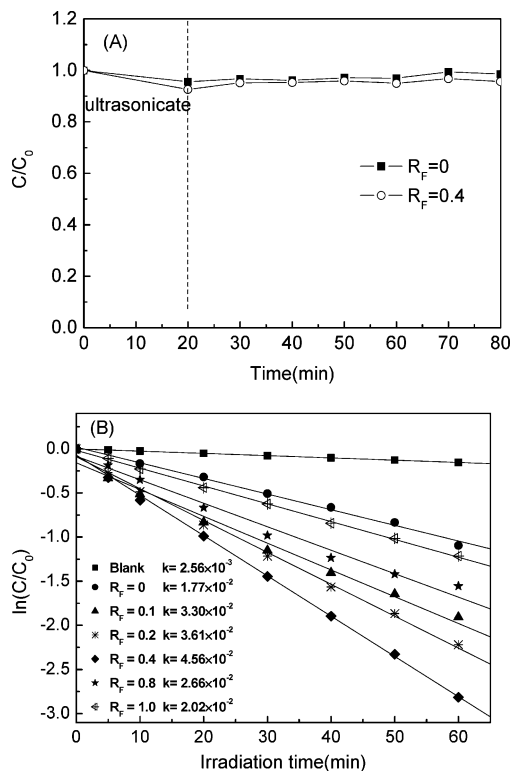 (A)
1.2
1.0
0.8
0.6
0.4
0.2
0.0
C/C₀
ultrasonicate
R_F=0
R_F=0.4
0 10 20 30 40 50 60 70 80
Time(min)
(B)
0.0
-0.5
-1.0
-1.5
-2.0
-2.5
-3.0
ln(C/C₀)
Blank k= 2.56×10⁻³
R_F = 0 k= 1.77×10⁻²
R_F = 0.1 k= 3.30×10⁻²
R_F = 0.2 k= 3.61×10⁻²
R_F = 0.4 k= 4.56×10⁻²
R_F = 0.8 k= 2.66×10⁻²
R_F = 1.0 k= 2.02×10⁻²
0 10 20 30 40 50 60
Irradiation time(min)